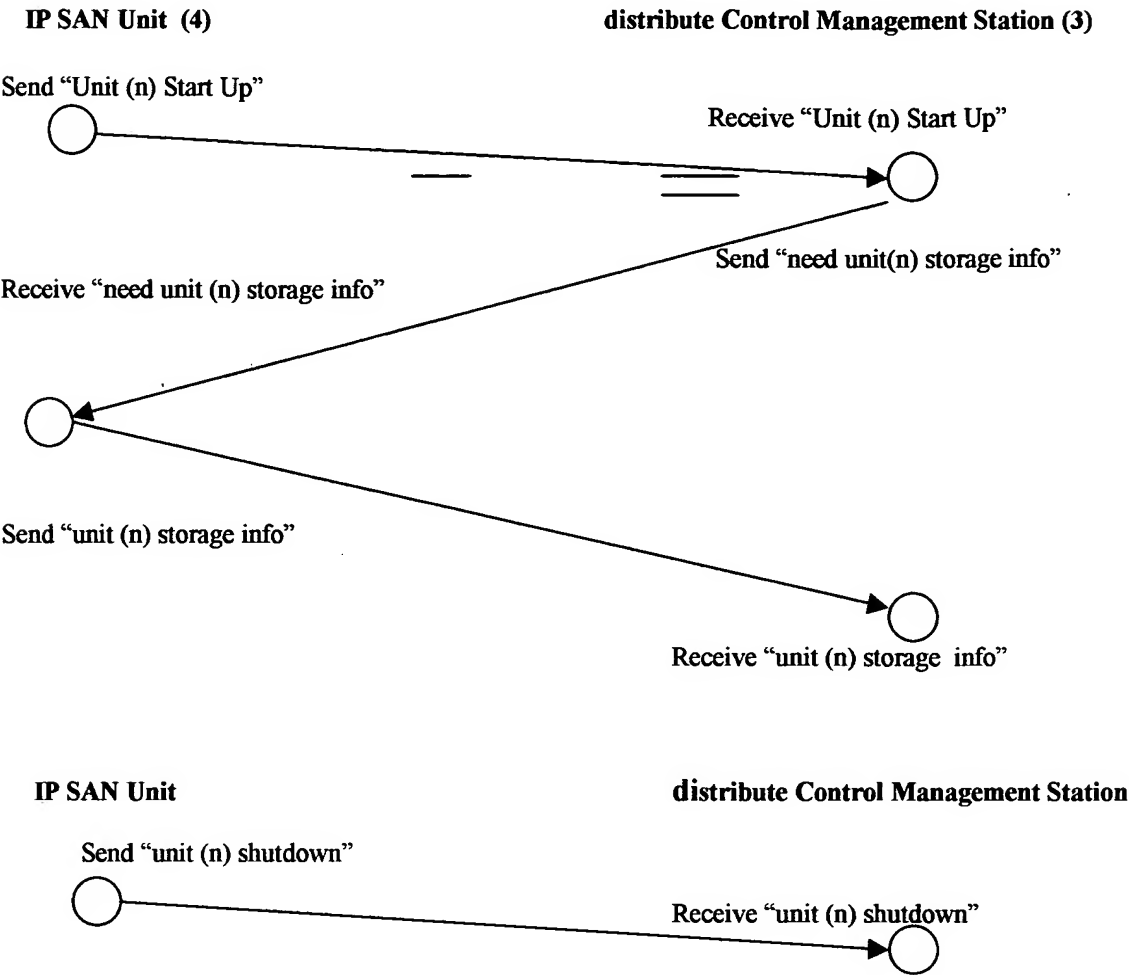 IP SAN Unit (4)
distribute Control Management Station (3)
Send “Unit (n) Start Up”
Receive “Unit (n) Start Up”
Send “need unit(n) storage info”
Receive “need unit (n) storage info”
Send “unit (n) storage info”
Receive “unit (n) storage info”
IP SAN Unit
distribute Control Management Station
Send “unit (n) shutdown”
Receive “unit (n) shutdown”